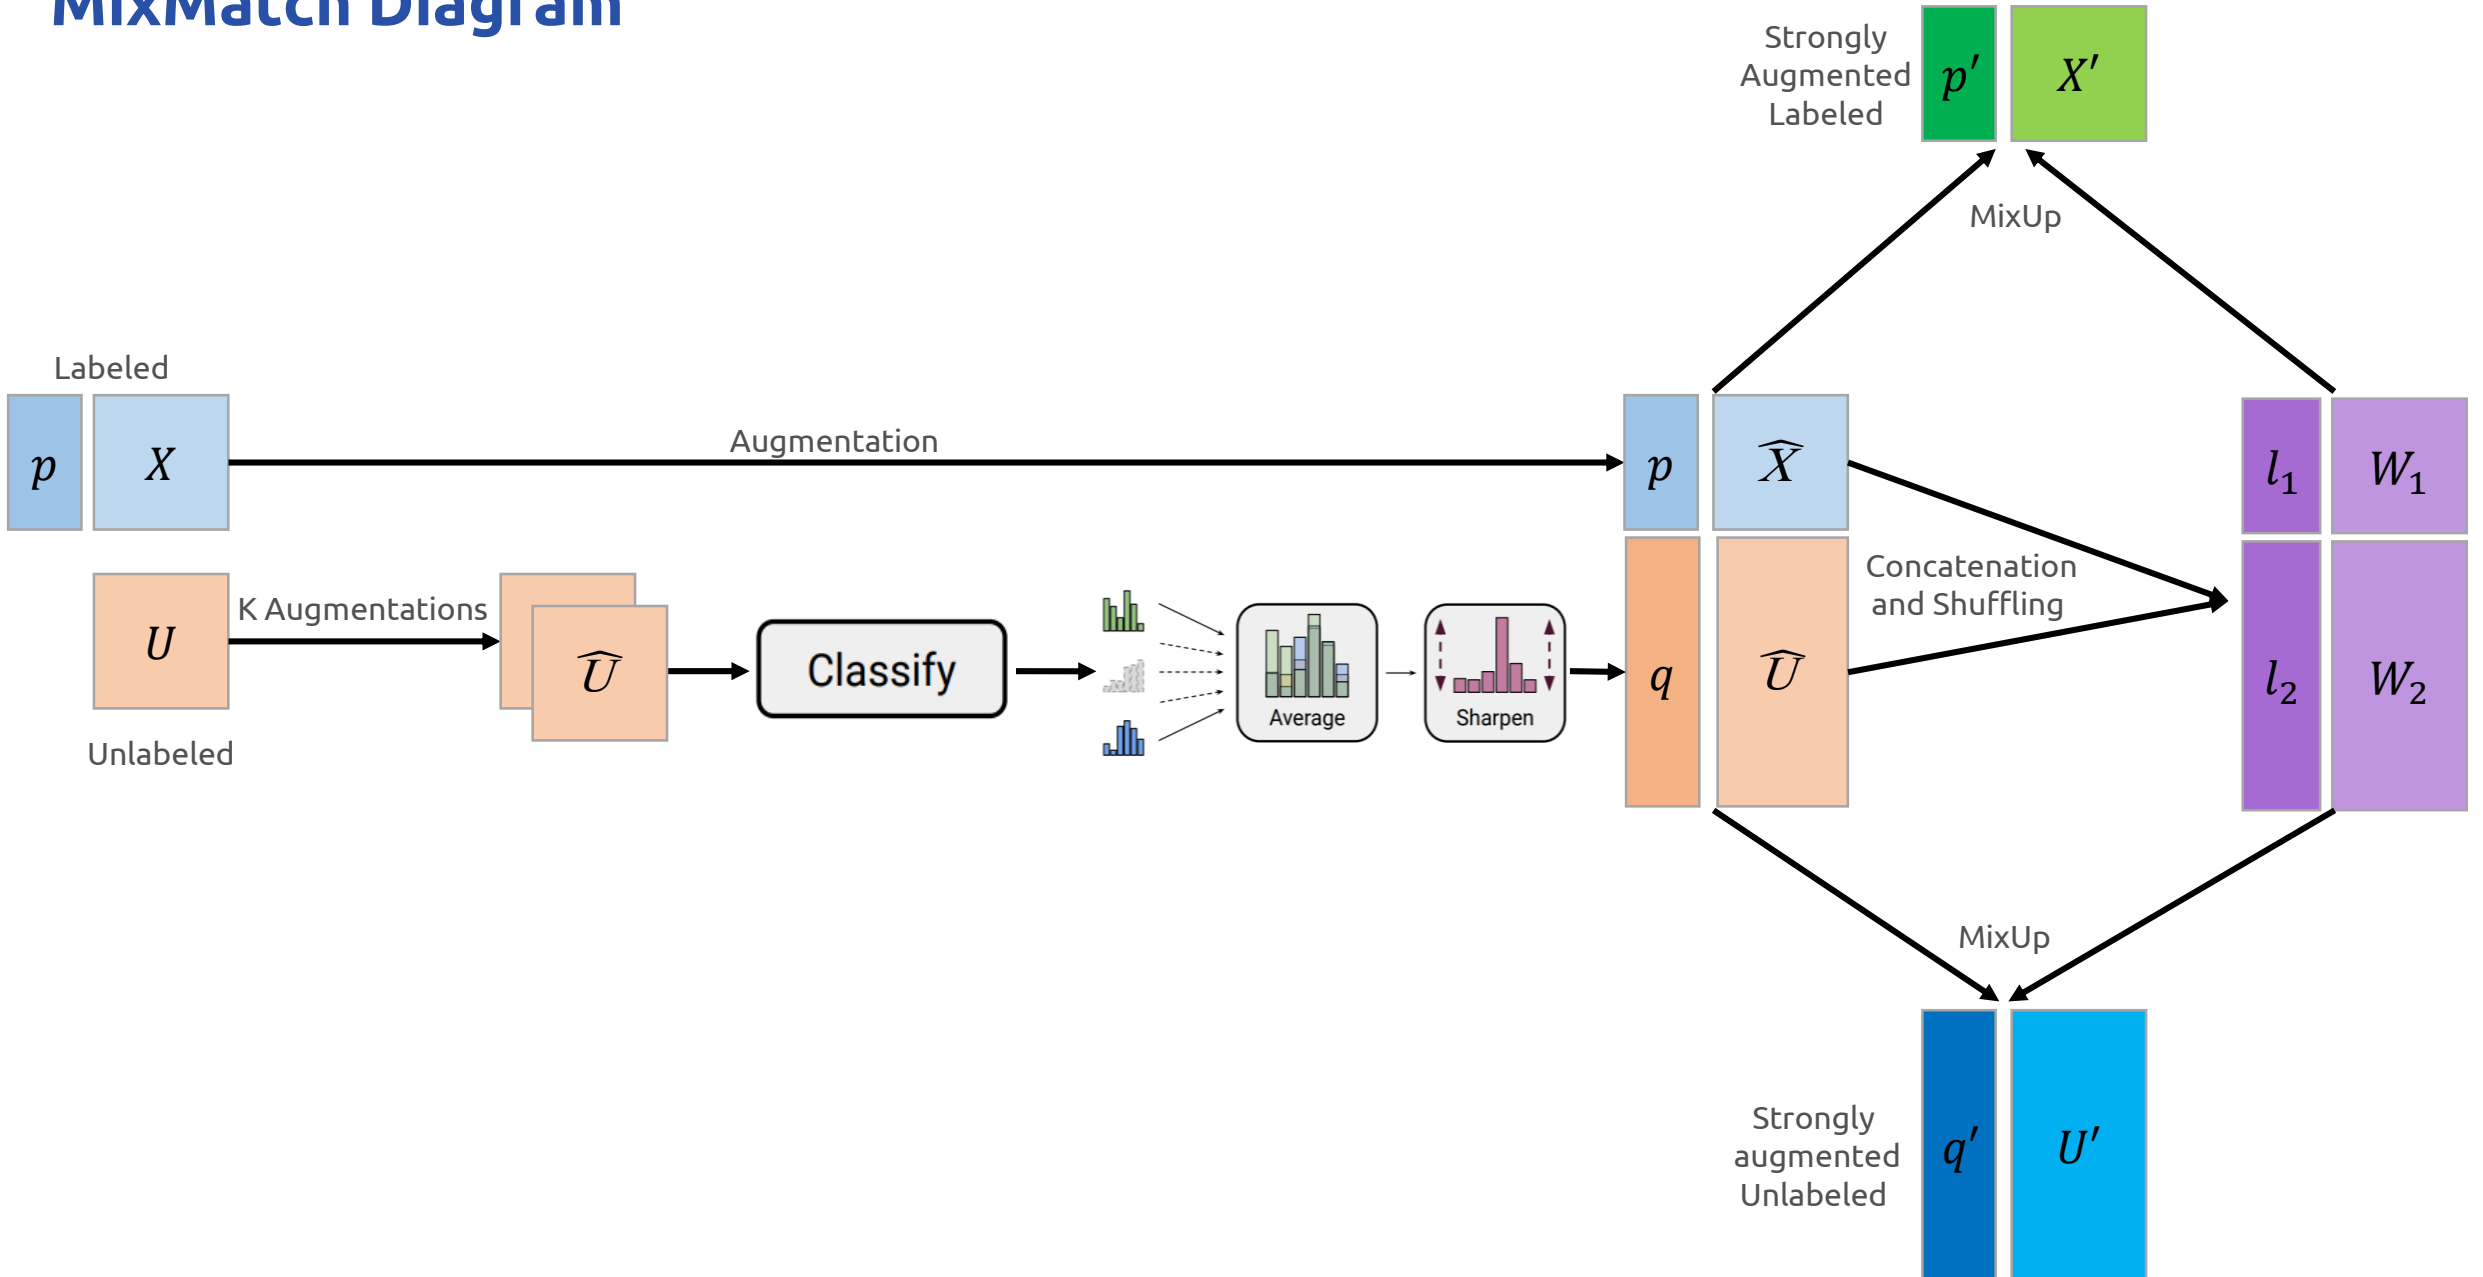 MixMatch Diagram
Strongly
Augmented
Labeled
p′ X′
MixUp
Labeled
p X
Augmentation
p X̂
l₁ W₁
Concatenation
and Shuffling
U
K Augmentations
Û
Classify
Average
Sharpen
q Û
l₂ W₂
Unlabeled
MixUp
Strongly
augmented
Unlabeled
q′ U′